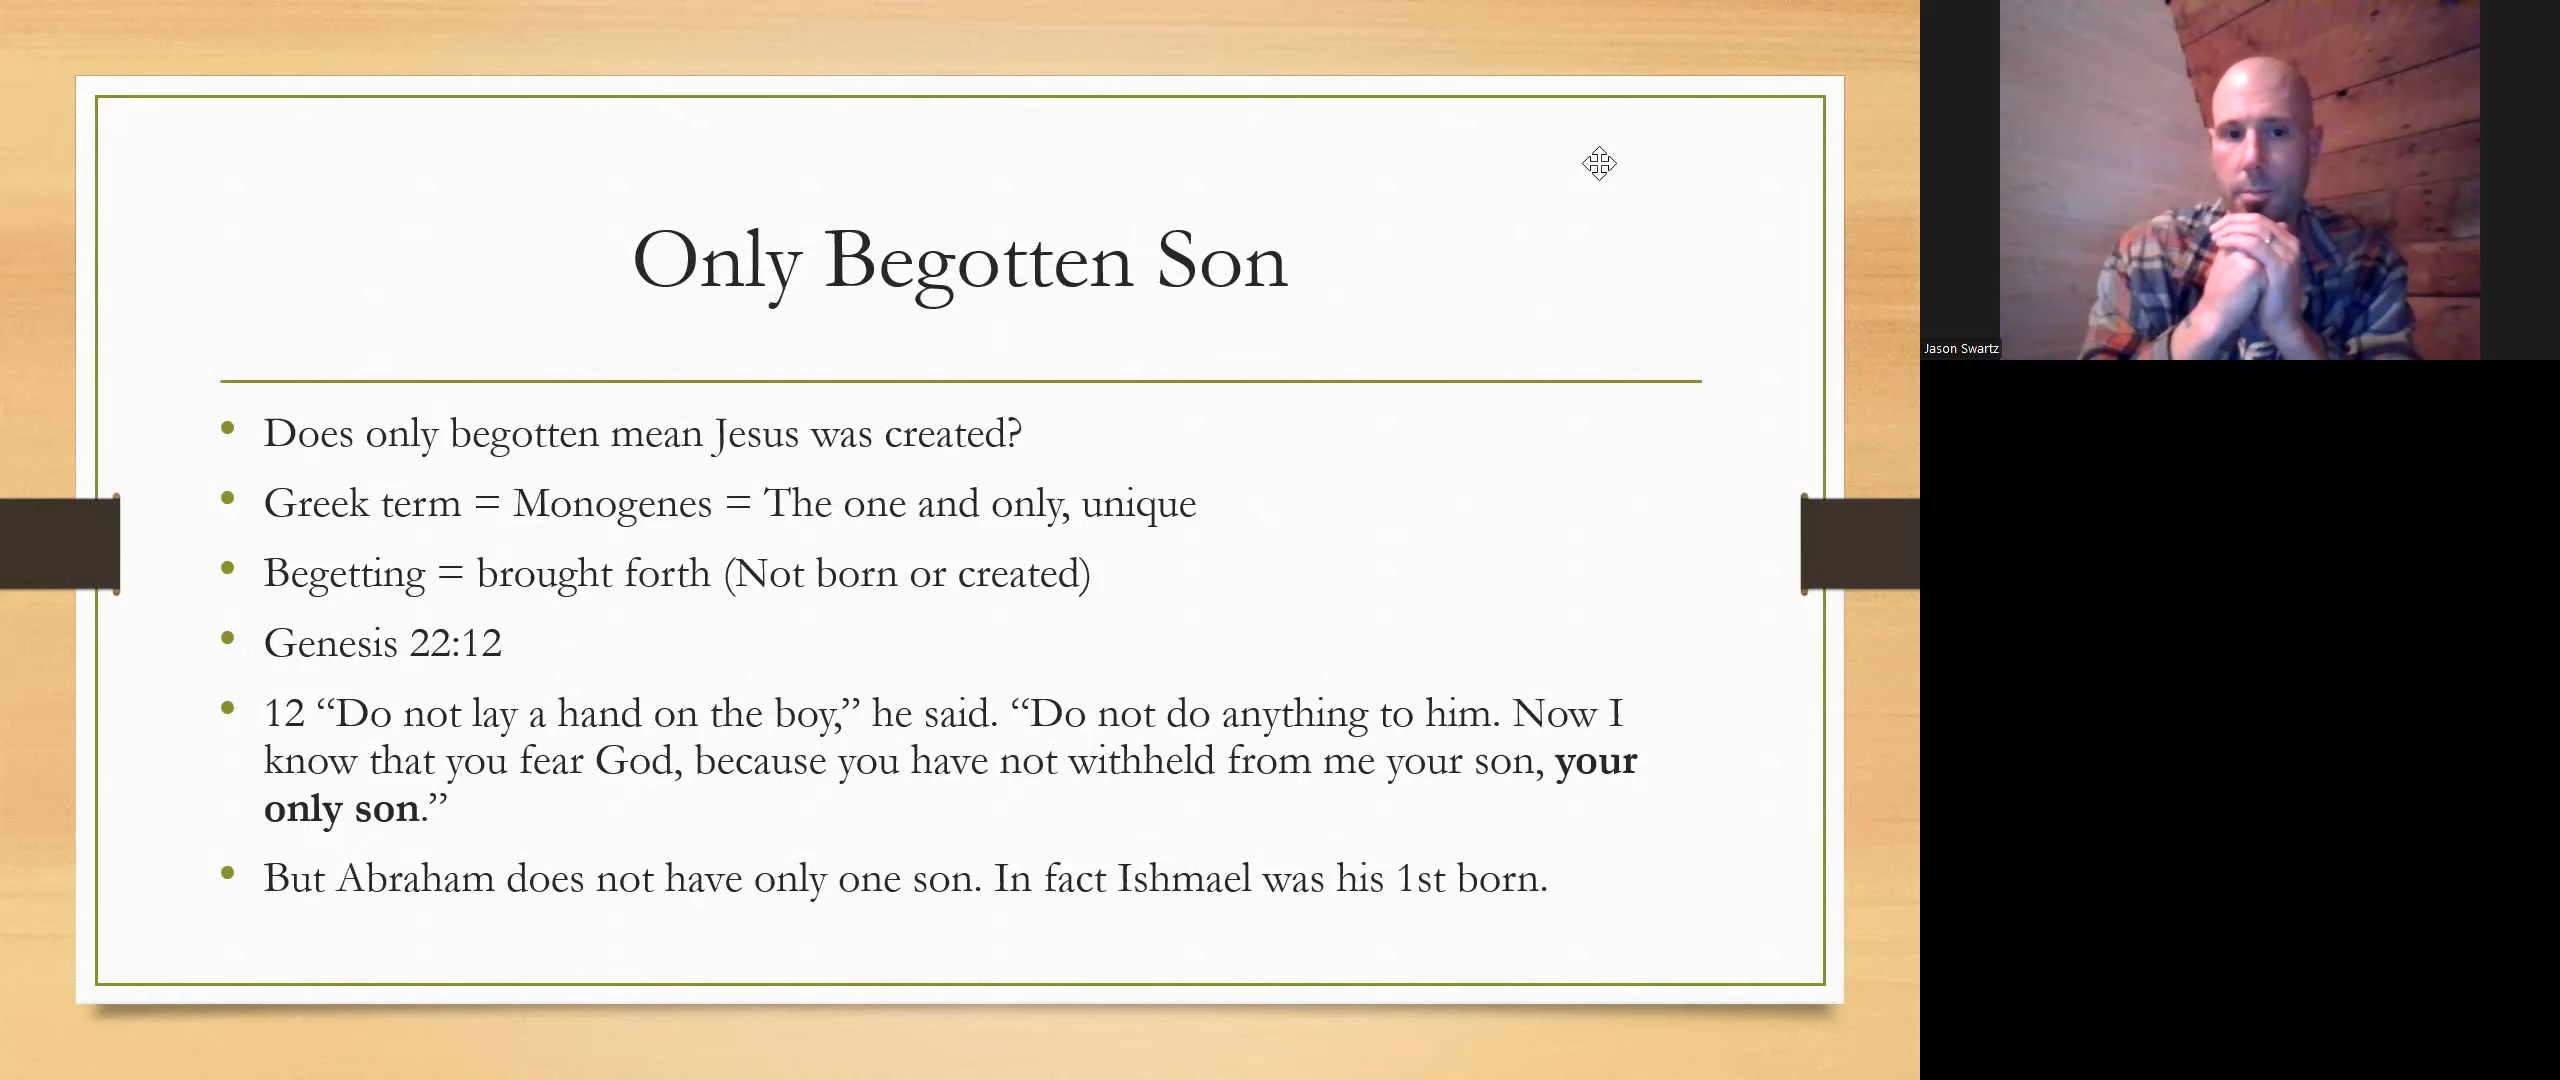 Only Begotten Son
• Does only begotten mean Jesus was created?
• Greek term = Monogenes = The one and only, unique
• Begetting = brought forth (Not born or created)
• Genesis 22:12
• 12 “Do not lay a hand on the boy,” he said. “Do not do anything to him. Now I
know that you fear God, because you have not withheld from me your son, your
only son.”
• But Abraham does not have only one son. In fact Ishmael was his 1st born.
Jason Swartz